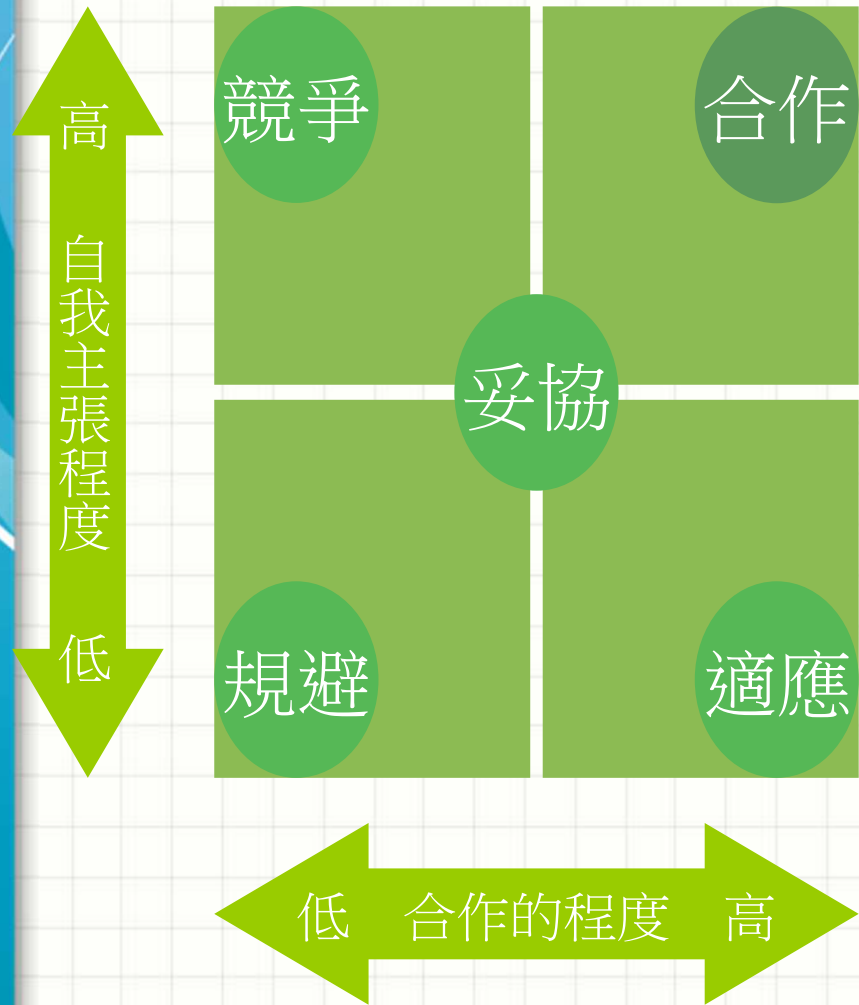 高
自我主張程度
低
競爭
合作
妥協
規避
適應
低 合作的程度 高